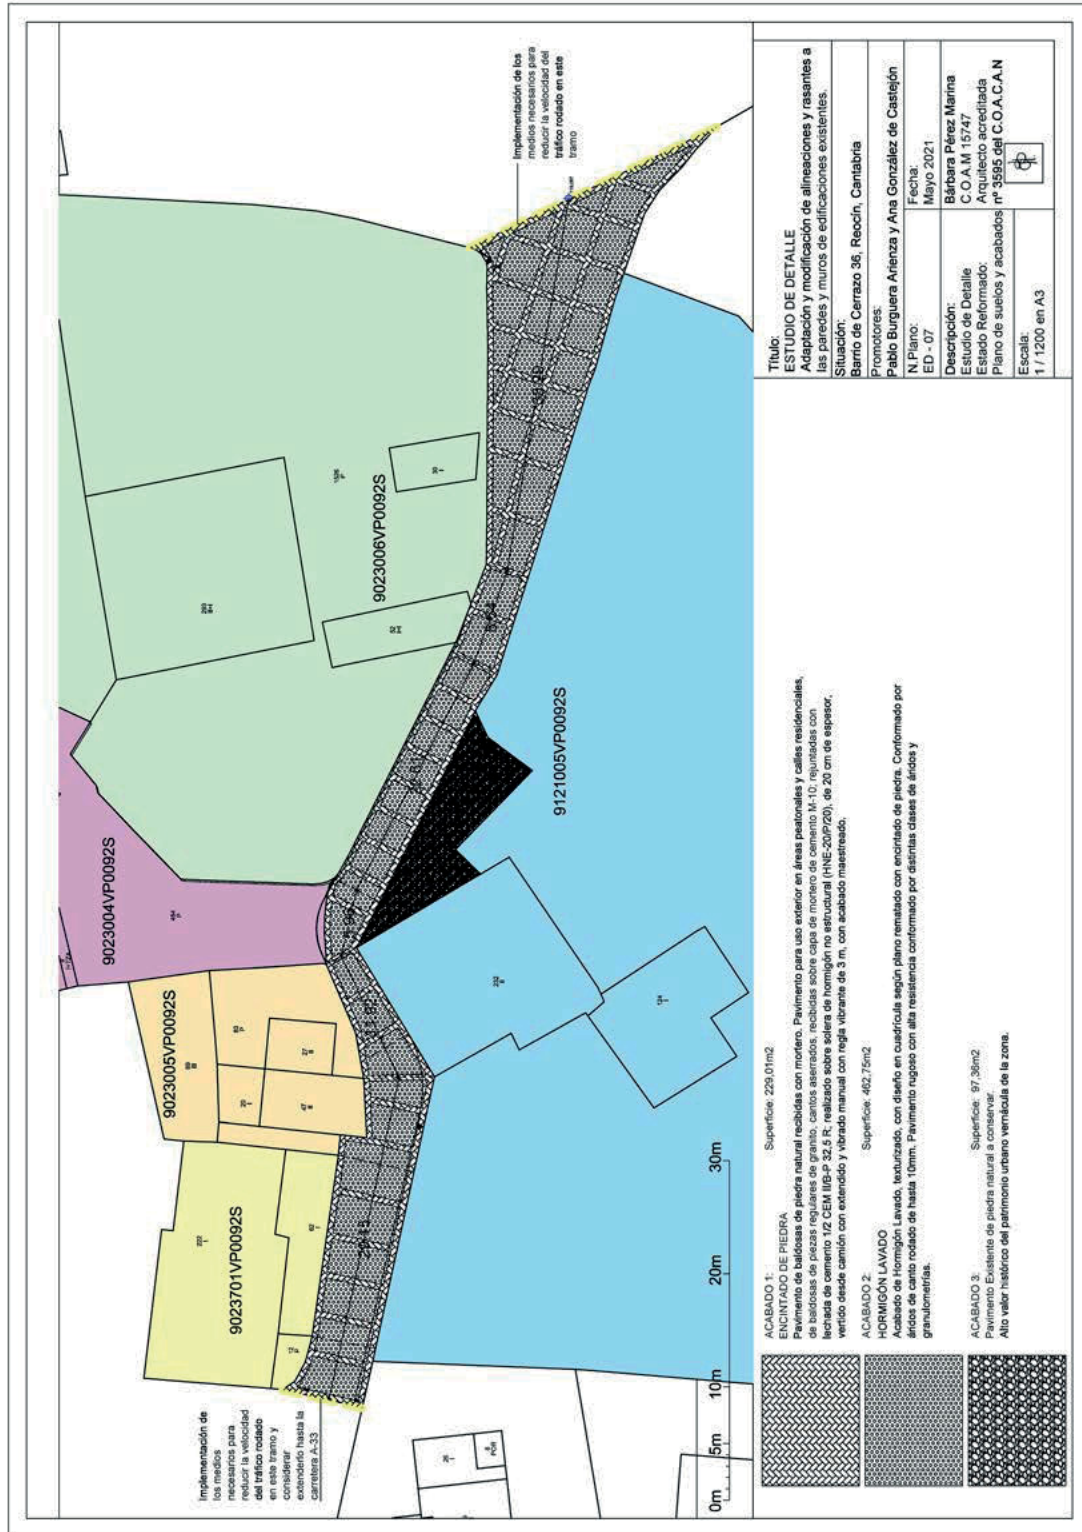 Implementación de
los medios
necesarios para
reducir la velocidad
del tráfico rodado
en este tramo y
considerar
extenderlo hasta la
carretera A-33
Implementación de los
medios necesarios para
reducir la velocidad del
tráfico rodado en este
tramo
9023701VP0092S
9023005VP0092S
9023004VP0092S
9023006VP0092S
9121005VP0092S
0m
5m
10m
20m
30m
ACABADO 1: Superficie: 229,01m2
ENCINTADO DE PIEDRA
Pavimento de baldosas de piedra natural recibidas con mortero. Pavimento para uso exterior en áreas peatonales y calles residenciales,
de baldosas de piezas regulares de granito, cantos aserrados, recibidas sobre capa de mortero de cemento M-10; rejuntadas con
lechada de cemento 1/2 CEM II/B-P 32,5 R; realizado sobre solera de hormigón no estructural (HNE-20/P/20), de 20 cm de espesor,
vertido desde camión con extendido y vibrado manual con regla vibrante de 3 m, con acabado maestreado.
ACABADO 2: Superficie: 462,75m2
HORMIGÓN LAVADO
Acabado de Hormigón Lavado, texturizado, con diseño en cuadrícula según plano rematado con encintado de piedra. Conformado por
áridos de canto rodado de hasta 10mm. Pavimento rugoso con alta resistencia conformado por distintas clases de áridos y
granulometrías.
ACABADO 3: Superficie: 97,36m2
Pavimento Existente de piedra natural a conservar.
Alto valor histórico del patrimonio urbano vernácula de la zona.
Título:
ESTUDIO DE DETALLE
Adaptación y modificación de alineaciones y rasantes a
las paredes y muros de edificaciones existentes.
Situación:
Barrio de Cerrazo 36, Reocín, Cantabria
Promotores:
Pablo Burguera Arienza y Ana González de Castejón
N.Plano:
ED - 07
Fecha:
Mayo 2021
Descripción:
Estudio de Detalle
Estado Reformado:
Plano de suelos y acabados
Bárbara Pérez Marina
C.O.A.M 15747
Arquitecto acreditada
nº 3595 del C.O.A.C.A.N
Escala:
1 / 1200 en A3